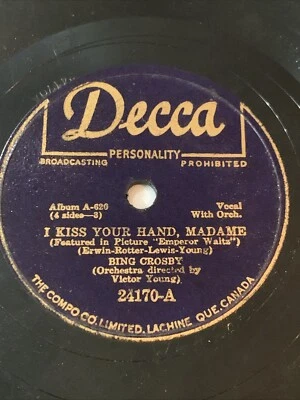 Decca
PERSONALITY
BROADCASTING PROHIBITED
Album A-620 Vocal
(4 sides-3) With Orch.
I KISS YOUR HAND, MADAME
(Featured in Picture "Emperor Waltz")
(Erwin-Rotter-Lewis-Young)
BING CROSBY
(Orchestra directed by
Victor Young)
24170-A
THE COMPO CO. LIMITED, LACHINE QUE. CANADA